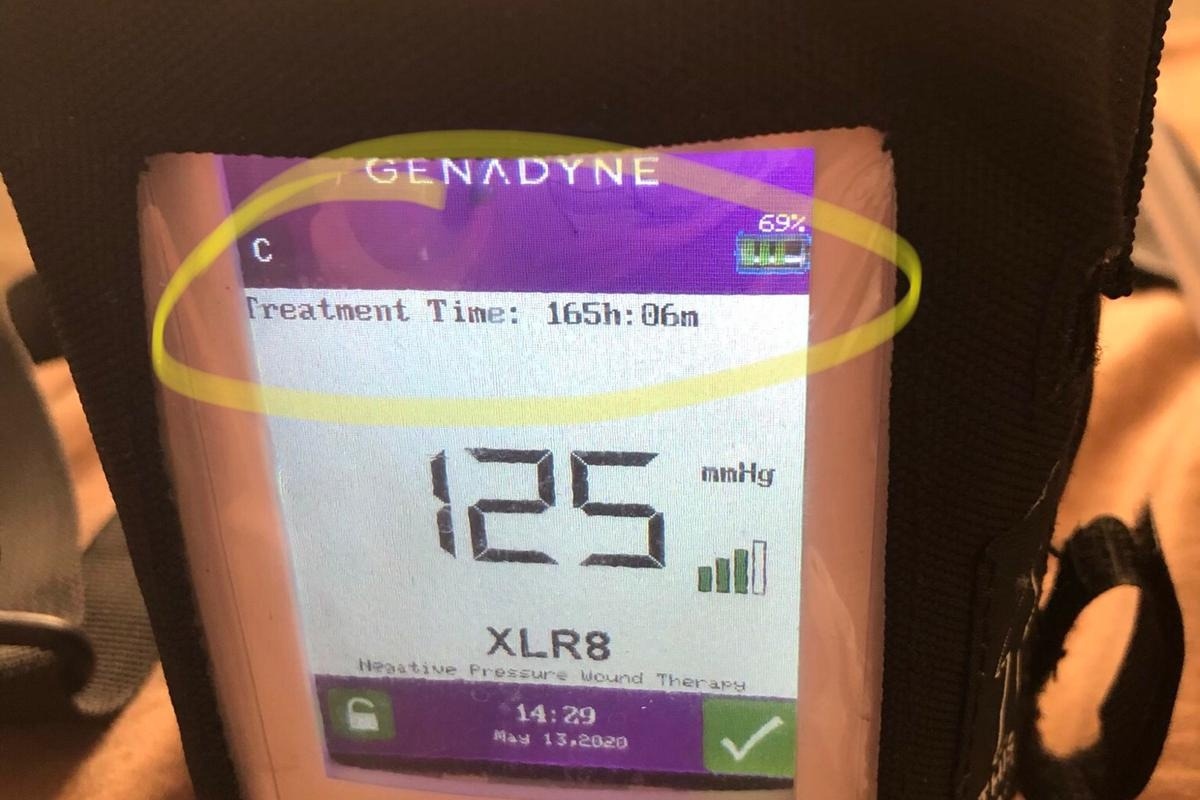 GENADYNE
69%
C
Treatment Time: 165h:06m
125 mmHg
XLR8
Negative Pressure Wound Therapy
14:29
May 13,2020